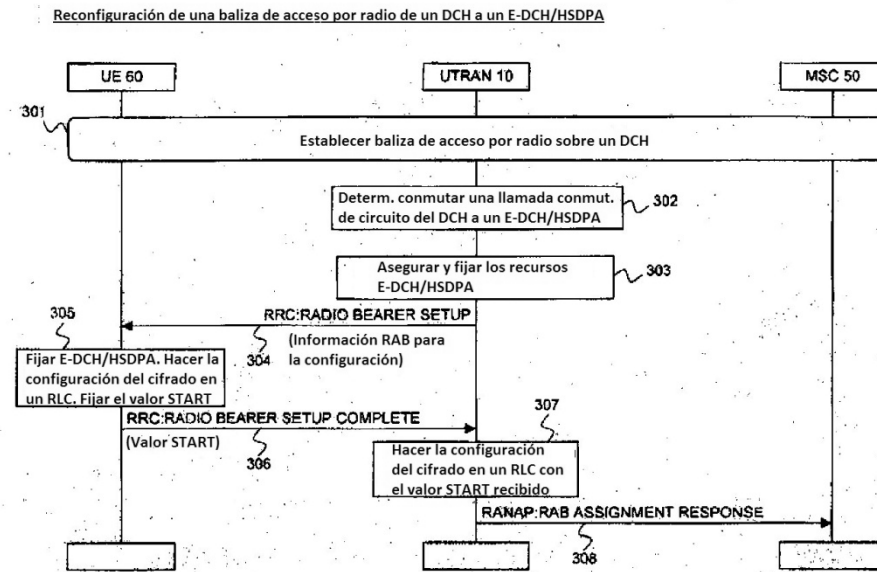 Reconfiguración de una baliza de acceso por radio de un DCH a un E-DCH/HSDPA
UE 60
UTRAN 10
MSC 50
301
Establecer baliza de acceso por radio sobre un DCH
Determ. conmutar una llamada conmut.
de circuito del DCH a un E-DCH/HSDPA
302
Asegurar y fijar los recursos
E-DCH/HSDPA
303
RRC:RADIO BEARER SETUP
304
(Información RAB para
la configuración)
305
Fijar E-DCH/HSDPA. Hacer la
configuración del cifrado en
un RLC. Fijar el valor START
RRC:RADIO BEARER SETUP COMPLETE
(Valor START)
306
307
Hacer la configuración
del cifrado en un RLC con
el valor START recibido
RANAP:RAB ASSIGNMENT RESPONSE
308